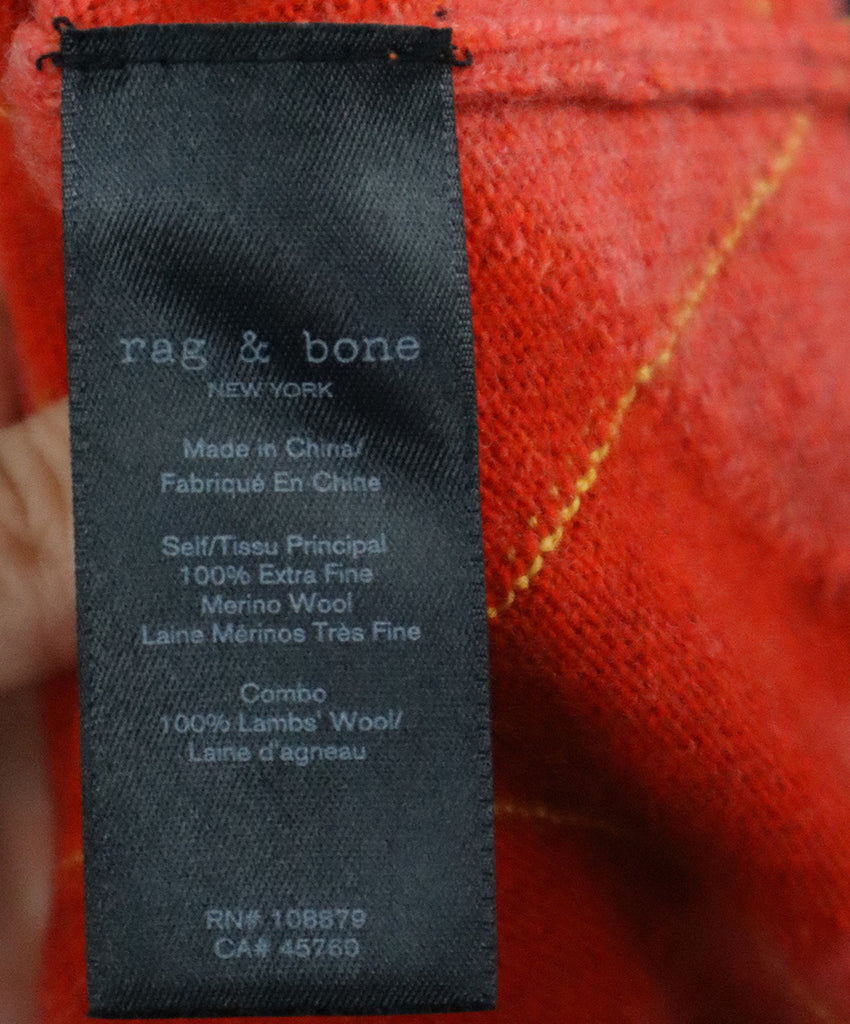 rag & bone
NEW YORK
Made in China/
Fabriqué En Chine
Self/Tissu Principal
100% Extra Fine
Merino Wool
Laine Mérinos Très Fine
Combo
100% Lambs' Wool/
Laine d'agneau
RN# 108879
CA# 45760